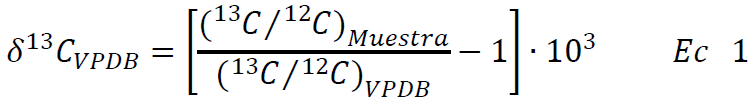 δ¹³C_VPDB = [(¹³C/¹²C)_Muestra / (¹³C/¹²C)_VPDB − 1] · 10³ Ec 1